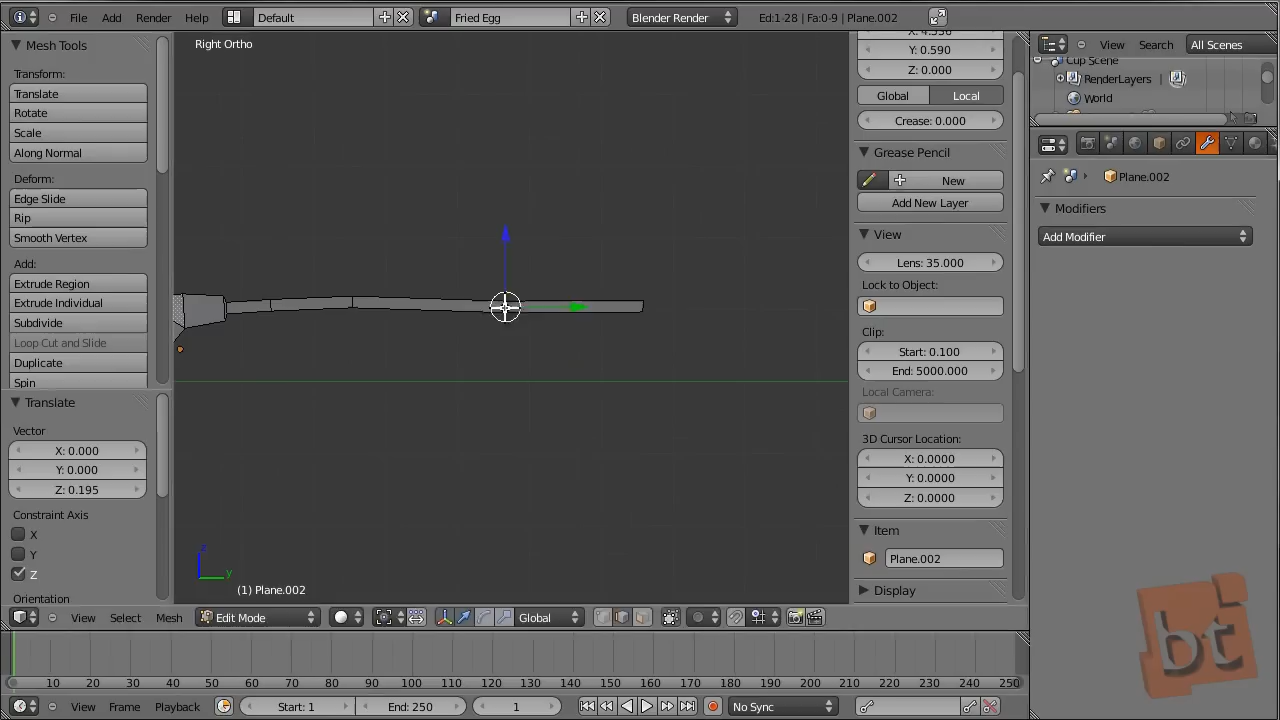 File Add Render Help Default Fried Egg Blender Render Ed:1-28 | Fa:0-9 | Plane.002
Mesh Tools
Transform:
Translate
Rotate
Scale
Along Normal
Deform:
Edge Slide
Rip
Smooth Vertex
Add:
Extrude Region
Extrude Individual
Subdivide
Loop Cut and Slide
Duplicate
Spin
Translate
Vector
X: 0.000
Y: 0.000
Z: 0.195
Constraint Axis
X
Y
Z
Orientation
Right Ortho
z
y
(1) Plane.002
Y: 0.590
Z: 0.000
Global Local
Crease: 0.000
Grease Pencil
New
Add New Layer
View
Lens: 35.000
Lock to Object:
Clip:
Start: 0.100
End: 5000.000
Local Camera:
3D Cursor Location:
X: 0.0000
Y: 0.0000
Z: 0.0000
Item
Plane.002
Display
View Search All Scenes
Cup Scene
RenderLayers |
World
Plane.002
Modifiers
Add Modifier
View Select Mesh Edit Mode Global
10 20 30 40 50 60 70 80 90 100 110 120 130 140 150 160 170 180 190 200 210 220 230 240 250
View Frame Playback Start: 1 End: 250 1 No Sync
bt